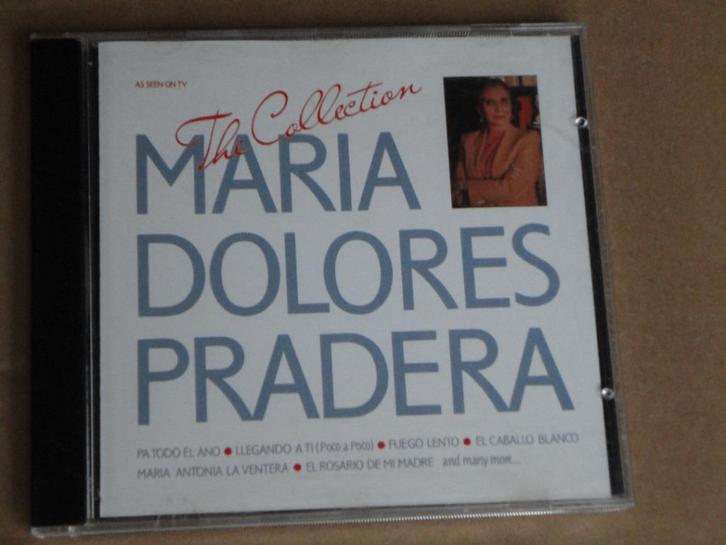 AS SEEN ON TV
The Collection
MARIA
DOLORES
PRADERA
PA TODO EL ANO ● LLEGANDO A TI (POCO A POCO) ● FUEGO LENTO ● EL CABALLO BLANCO
MARIA ANTONIA LA VENTERA ● EL ROSARIO DE MI MADRE and many more...